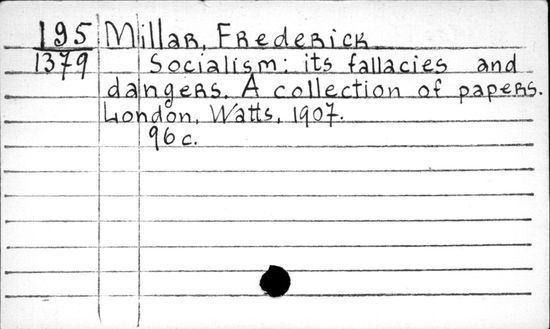 195 Millar, Frederick
1379 Socialism: its fallacies and
dangers. A collection of papers.
London, Watts, 1907.
96 c.